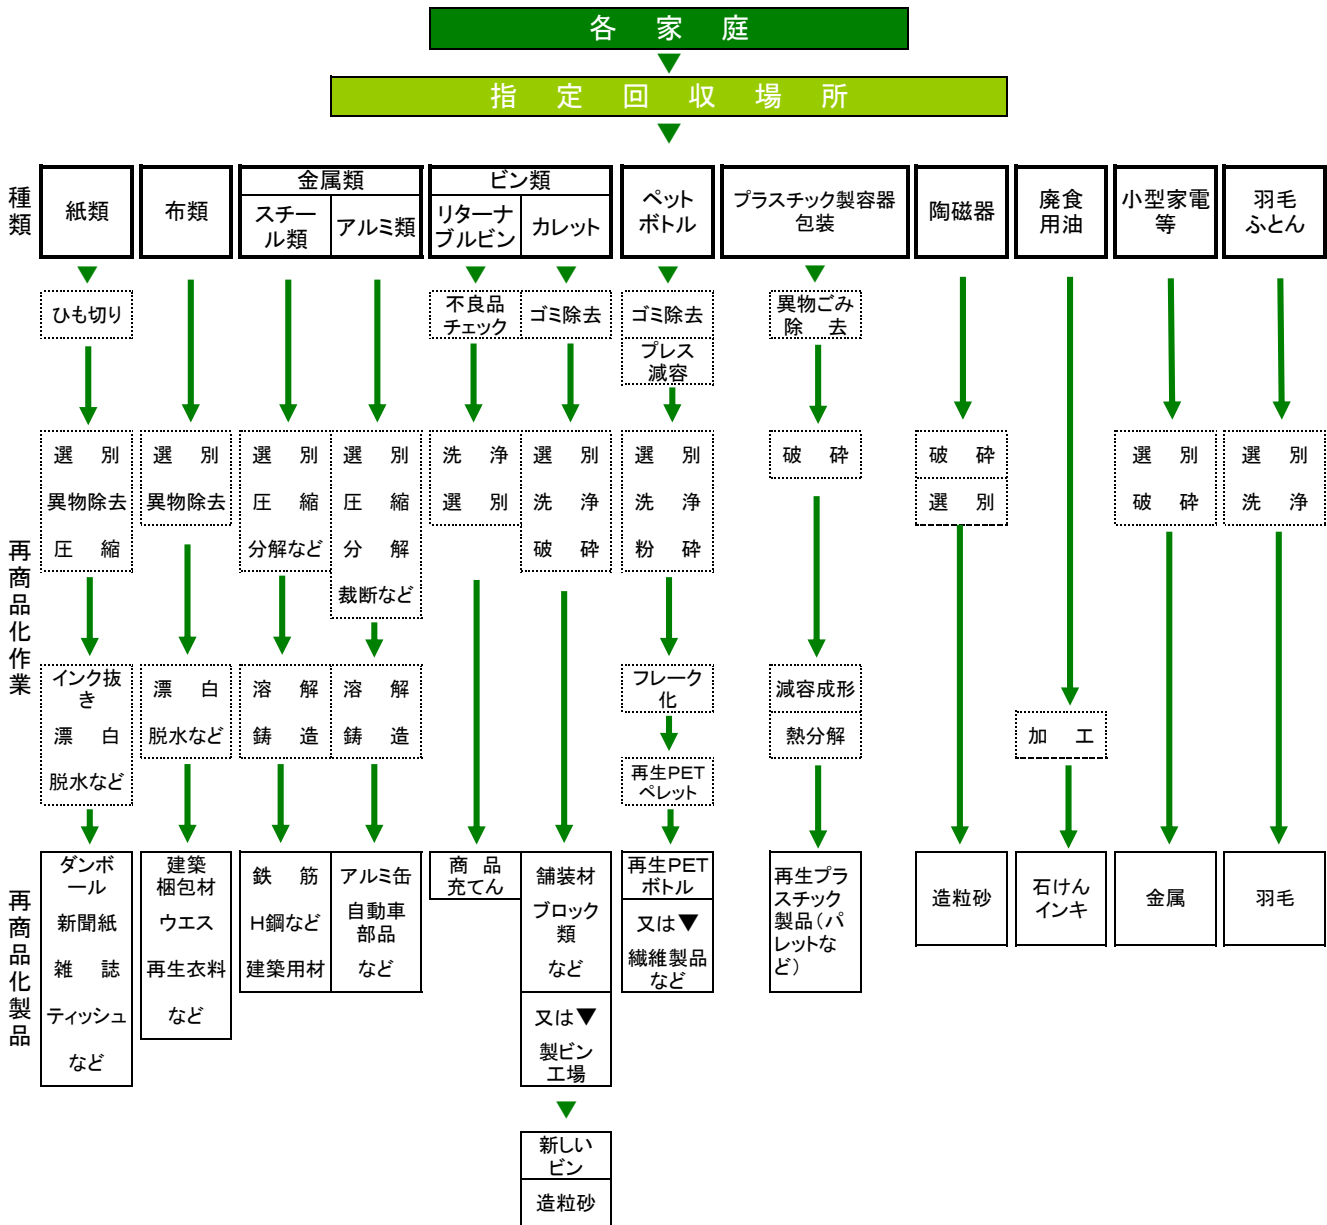 各 家 庭
指 定 回 収 場 所
種類
紙類
布類
金属類
スチー
ル類
アルミ類
ビン類
リターナ
ブルビン
カレット
ペット
ボトル
プラスチック製容器
包装
陶磁器
廃食
用油
小型家電
等
羽毛
ふとん
再商品化作業
ひも切り
不良品
チェック
ゴミ除去
ゴミ除去
プレス
減容
異物ごみ
除 去
選 別
異物除去
圧 縮
選 別
異物除去
選 別
圧 縮
分解など
選 別
圧 縮
分 解
裁断など
洗 浄
選 別
選 別
洗 浄
破 砕
選 別
洗 浄
粉 砕
破 砕
破 砕
選 別
選 別
破 砕
選 別
洗 浄
インク抜
き
漂 白
脱水など
漂 白
脱水など
溶 解
鋳 造
溶 解
鋳 造
フレーク
化
再生PET
ペレット
減容成形
熱分解
加 工
再商品化製品
ダンボ
ール
新聞紙
雑 誌
ティッシュ
など
建築
梱包材
ウエス
再生衣料
など
鉄 筋
H鋼など
建築用材
アルミ缶
自動車
部品
など
商 品
充てん
舗装材
ブロック
類
など
又は▼
製ビン
工場
新しい
ビン
造粒砂
再生PET
ボトル
又は▼
繊維製品
など
再生プラ
スチック
製品(パ
レットな
ど)
造粒砂
石けん
インキ
金属
羽毛